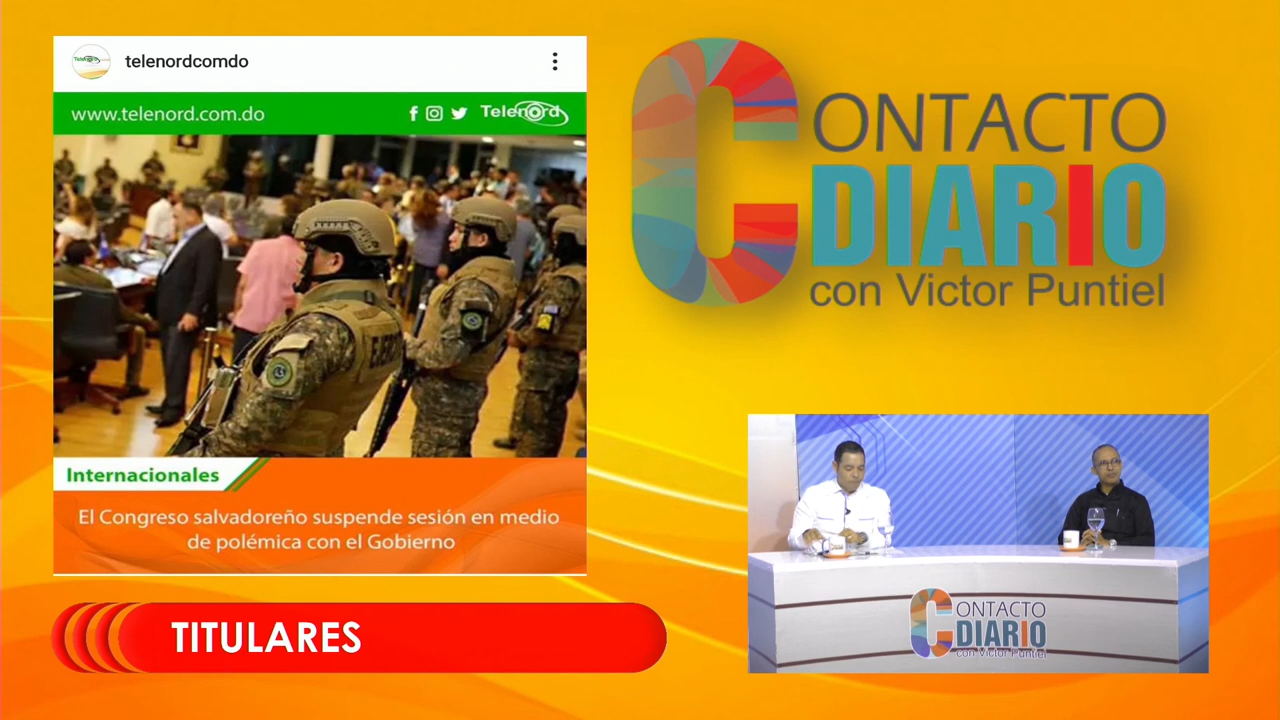 telenordcomdo
www.telenord.com.do
Telenord
EJERC
Internacionales
El Congreso salvadoreño suspende sesión en medio
de polémica con el Gobierno
TITULARES
CONTACTO
DIARIO
con Victor Puntiel
CONTACTO
DIARIO
con Victor Puntiel